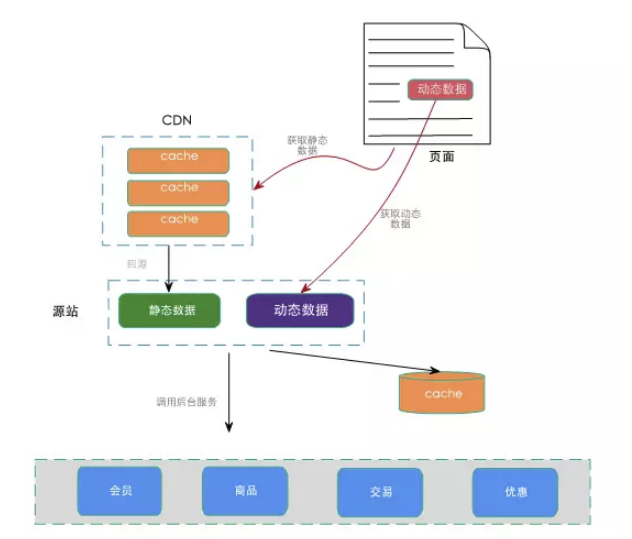 动态数据
页面
CDN
获取静态
数据
cache
cache
cache
获取动态
数据
回源
源站
静态数据
动态数据
cache
调用后台服务
会员
商品
交易
优惠